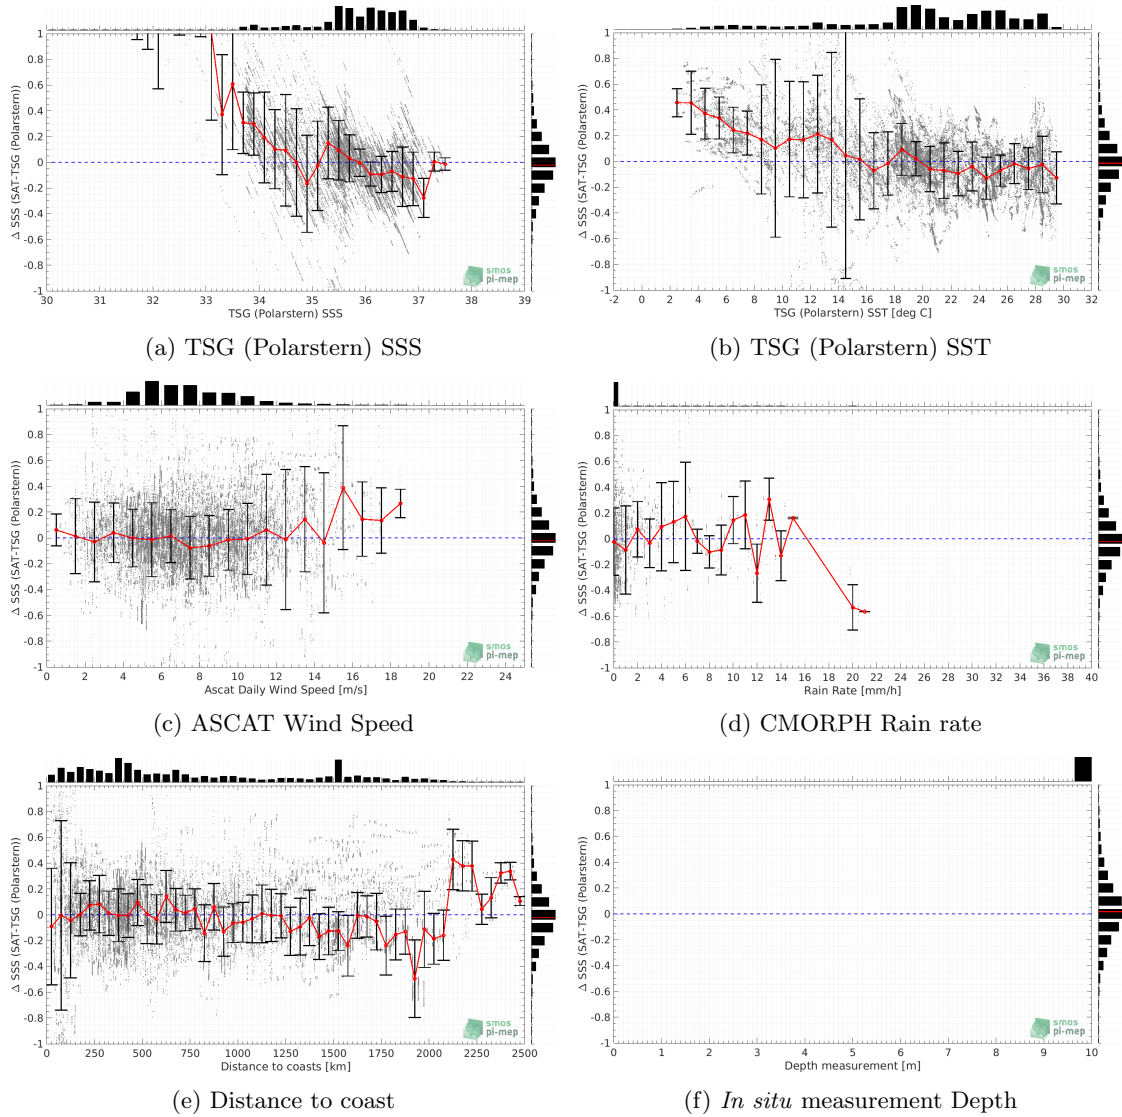 Δ SSS (SAT-TSG (Polarstern))
1
0.8
0.6
0.4
0.2
0
-0.2
-0.4
-0.6
-0.8
-1
30 31 32 33 34 35 36 37 38 39
TSG (Polarstern) SSS
smos
pi-mep
(a) TSG (Polarstern) SSS
Δ SSS (SAT-TSG (Polarstern))
1
0.8
0.6
0.4
0.2
0
-0.2
-0.4
-0.6
-0.8
-1
-2 0 2 4 6 8 10 12 14 16 18 20 22 24 26 28 30 32
TSG (Polarstern) SST [deg C]
smos
pi-mep
(b) TSG (Polarstern) SST
Δ SSS (SAT-TSG (Polarstern))
1
0.8
0.6
0.4
0.2
0
-0.2
-0.4
-0.6
-0.8
-1
0 2 4 6 8 10 12 14 16 18 20 22 24
Ascat Daily Wind Speed [m/s]
smos
pi-mep
(c) ASCAT Wind Speed
Δ SSS (SAT-TSG (Polarstern))
1
0.8
0.6
0.4
0.2
0
-0.2
-0.4
-0.6
-0.8
-1
0 2 4 6 8 10 12 14 16 18 20 22 24 26 28 30 32 34 36 38 40
Rain Rate [mm/h]
smos
pi-mep
(d) CMORPH Rain rate
Δ SSS (SAT-TSG (Polarstern))
1
0.8
0.6
0.4
0.2
0
-0.2
-0.4
-0.6
-0.8
-1
0 250 500 750 1000 1250 1500 1750 2000 2250 2500
Distance to coasts [km]
smos
pi-mep
(e) Distance to coast
Δ SSS (SAT-TSG (Polarstern))
1
0.8
0.6
0.4
0.2
0
-0.2
-0.4
-0.6
-0.8
-1
0 1 2 3 4 5 6 7 8 9 10
Depth measurement [m]
smos
pi-mep
(f) In situ measurement Depth